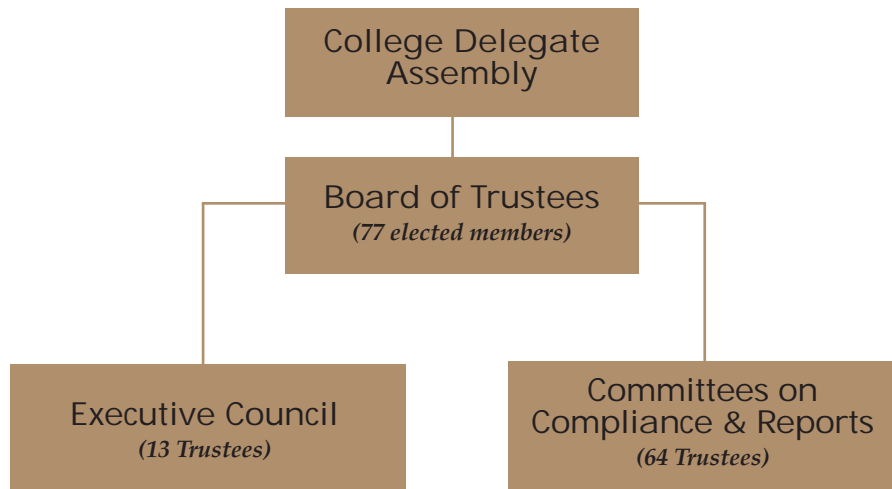 College Delegate
Assembly
Board of Trustees
(77 elected members)
Executive Council
(13 Trustees)
Committees on
Compliance & Reports
(64 Trustees)